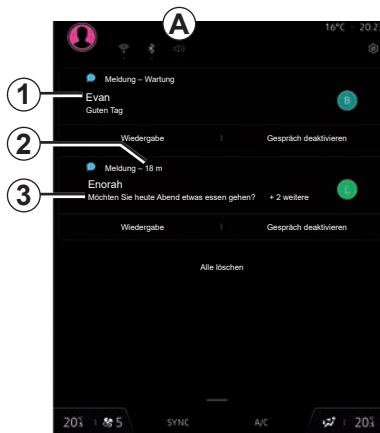 A
16°C
20:2
Meldung – Wartung
1
Evan
B
Guten Tag
2
Wiedergabe
Gespräch deaktivieren
Meldung – 18 m
3
Enorah
L
Möchten Sie heute Abend etwas essen gehen? + 2 weitere
Wiedergabe
Gespräch deaktivieren
Alle löschen
20 5 SYNC A/C 20